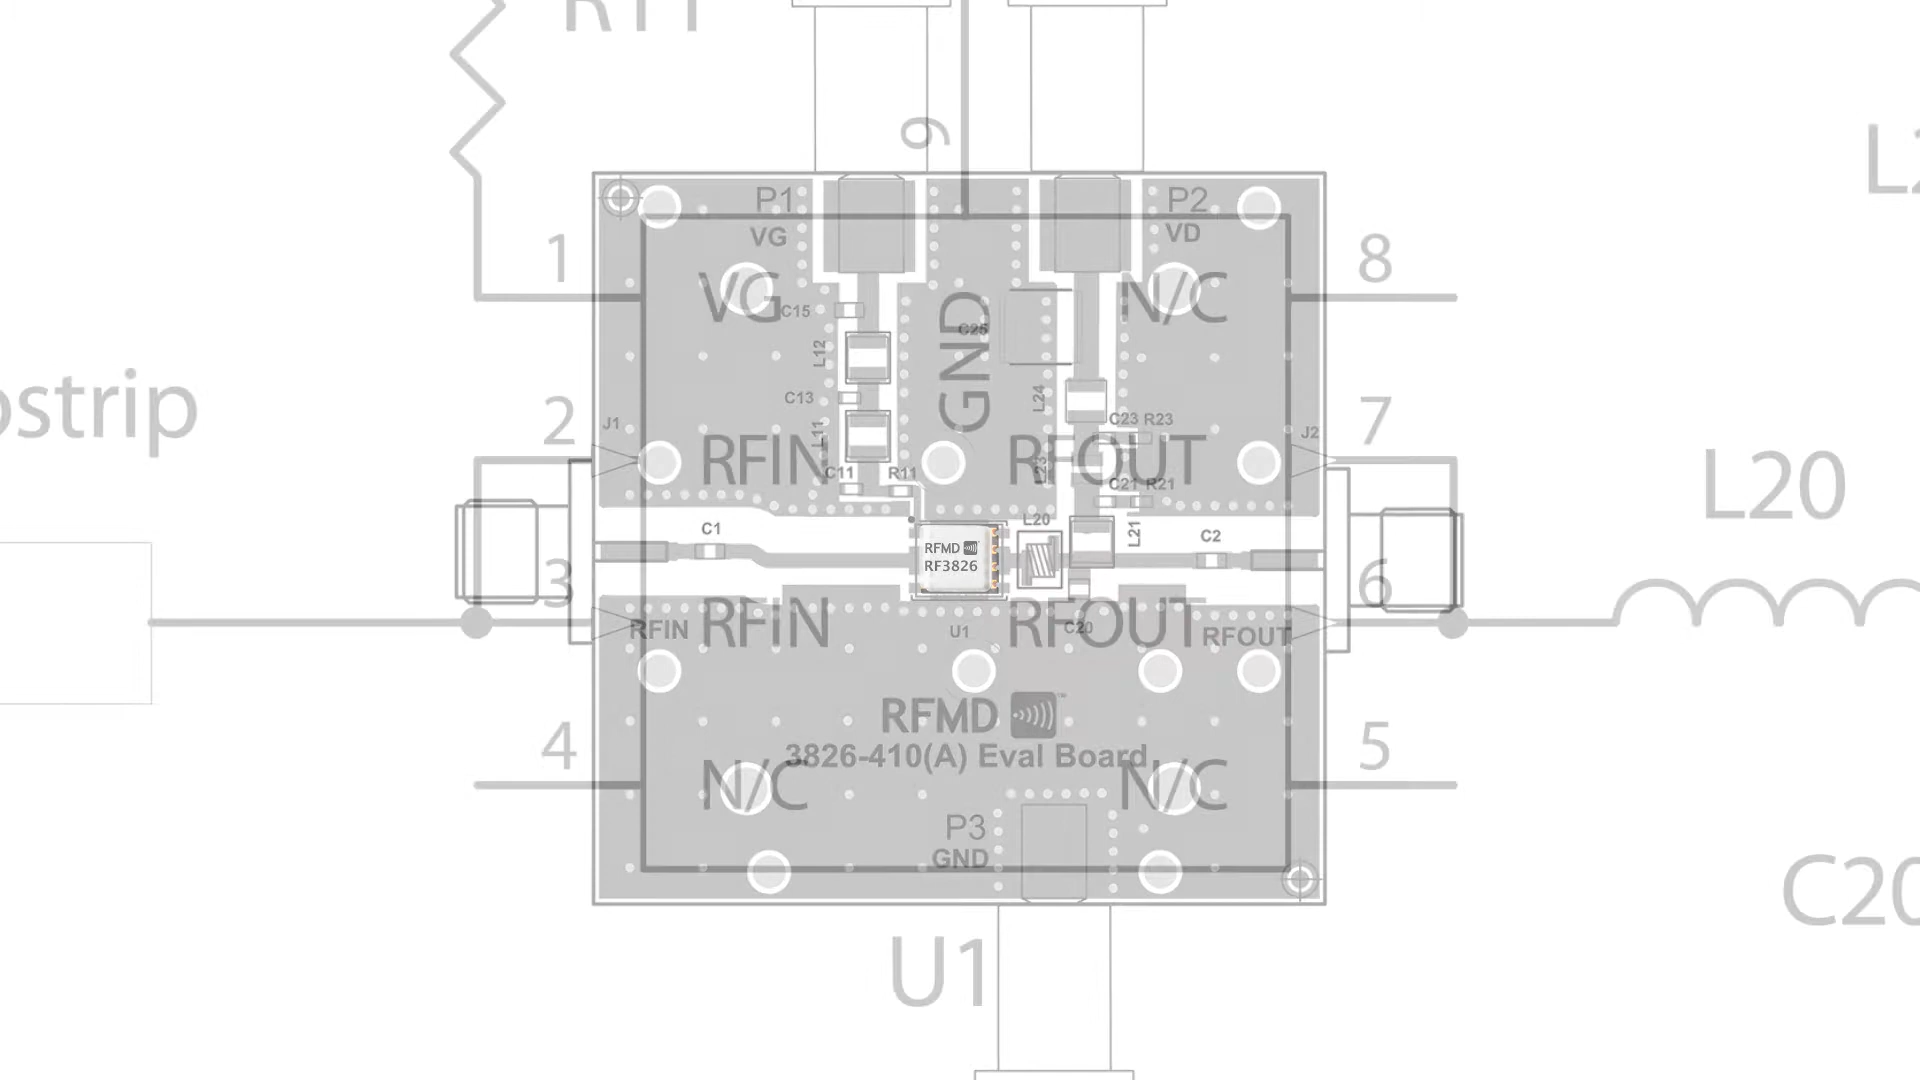 R11
9
L2
P1
VG
P2
VD
1
8
VG
N/C
C15
GND
C25
L12
C13
L24
ostrip
2
7
J1
J2
L11
C23 R23
RFIN
RFOUT
L23
C11
R11
C21 R21
L20
C1
L20
L21
C2
RFMD
RF3826
3
6
RFIN
RFIN
U1
RFOUT
C20
RFOUT
RFMD
4
5
3826-410(A) Eval Board
N/C
N/C
P3
GND
C20
U1